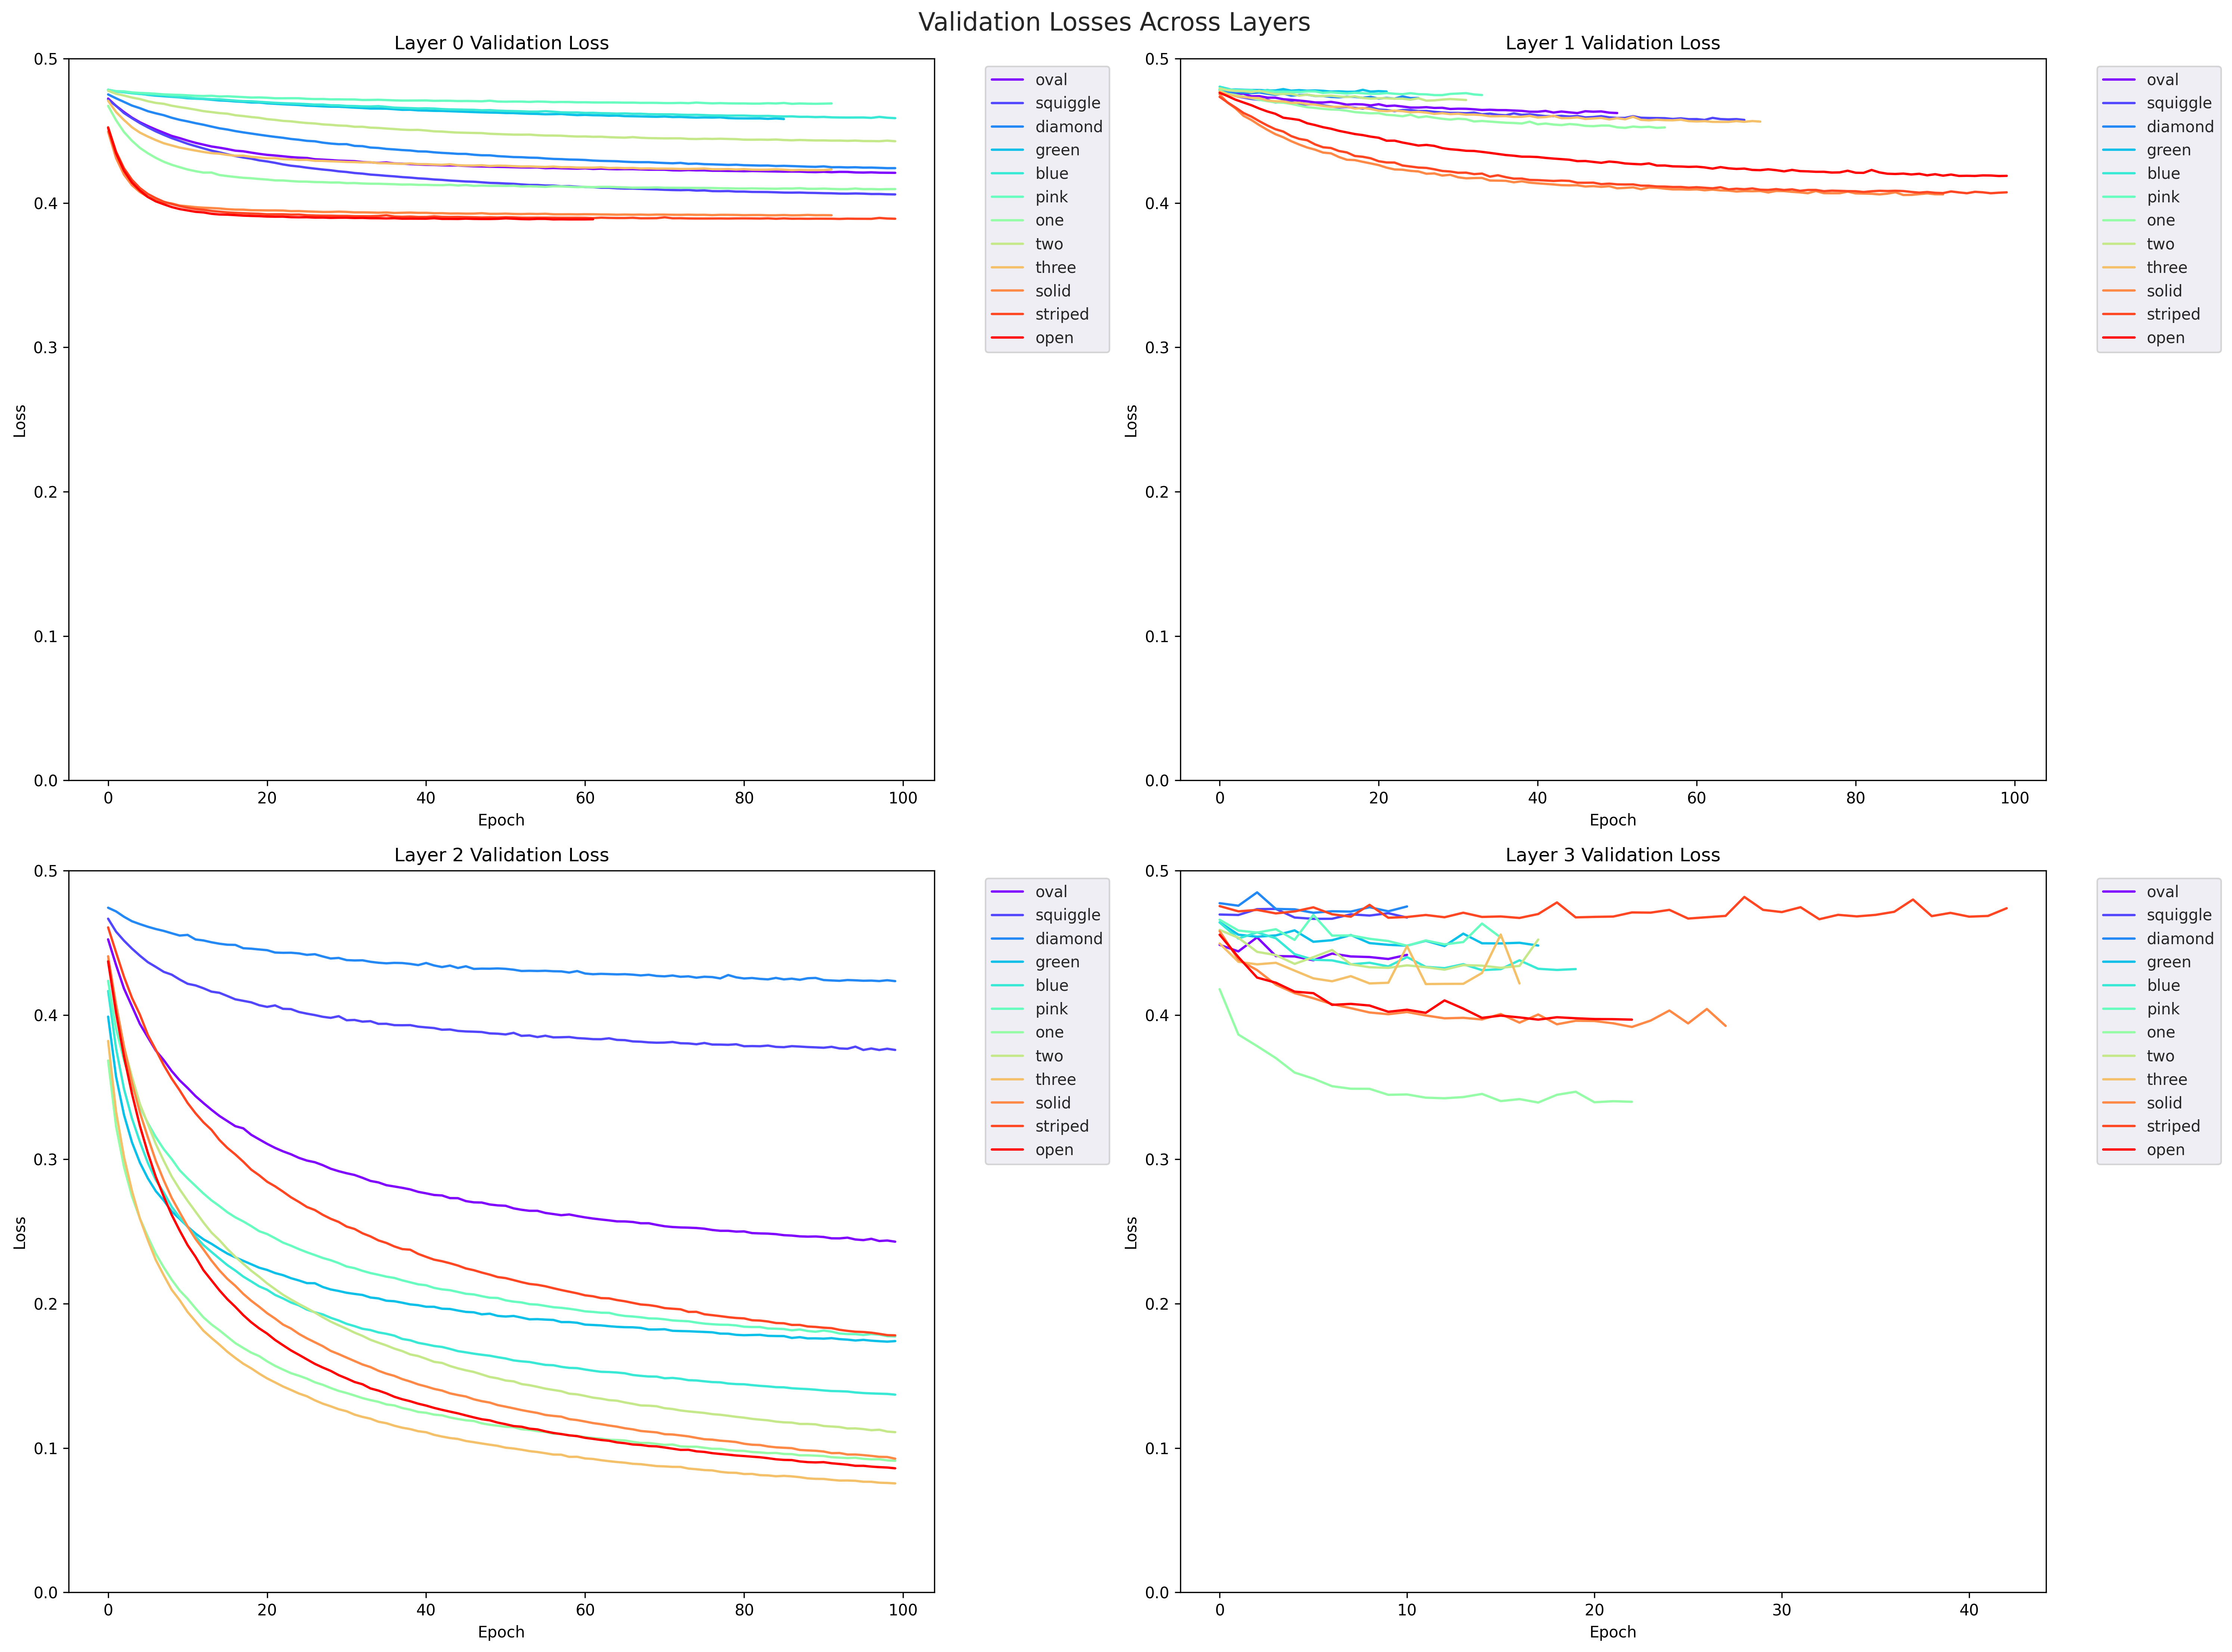 Validation Losses Across Layers
Layer 0 Validation Loss
0.5
0.4
0.3
0.2
0.1
0.0
Loss
0
20
40
60
80
100
Epoch
oval
squiggle
diamond
green
blue
pink
one
two
three
solid
striped
open
Layer 1 Validation Loss
0.5
0.4
0.3
0.2
0.1
0.0
Loss
0
20
40
60
80
100
Epoch
oval
squiggle
diamond
green
blue
pink
one
two
three
solid
striped
open
Layer 2 Validation Loss
0.5
0.4
0.3
0.2
0.1
0.0
Loss
0
20
40
60
80
100
Epoch
oval
squiggle
diamond
green
blue
pink
one
two
three
solid
striped
open
Layer 3 Validation Loss
0.5
0.4
0.3
0.2
0.1
0.0
Loss
0
10
20
30
40
Epoch
oval
squiggle
diamond
green
blue
pink
one
two
three
solid
striped
open